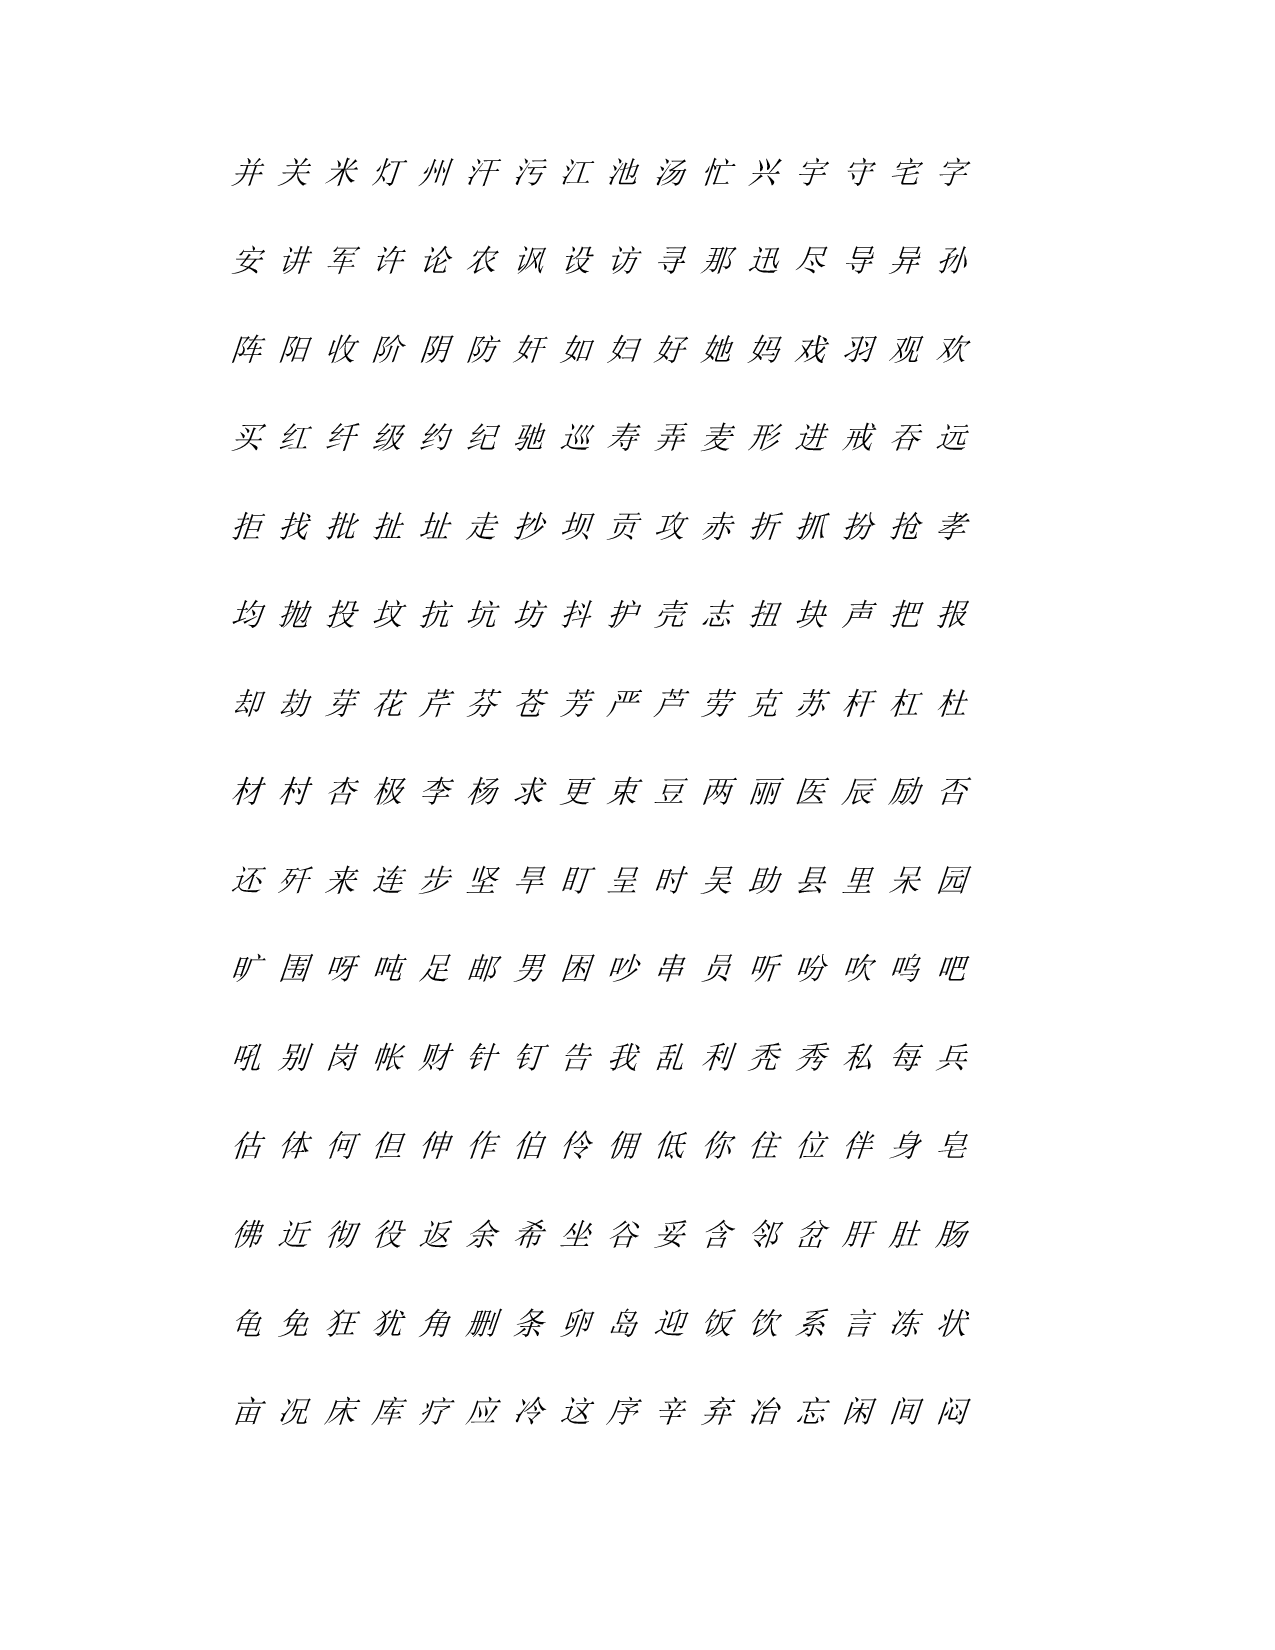 并 关 米 灯 州 汗 污 江 池 汤 忙 兴 宇 守 宅 字
安 讲 军 许 论 农 讽 设 访 寻 那 迅 尽 导 异 孙
阵 阳 收 阶 阴 防 奸 如 妇 好 她 妈 戏 羽 观 欢
买 红 纤 级 约 纪 驰 巡 寿 弄 麦 形 进 戒 吞 远
拒 找 批 扯 址 走 抄 坝 贡 攻 赤 折 抓 扮 抢 孝
均 抛 投 坟 抗 坑 坊 抖 护 壳 志 扭 块 声 把 报
却 劫 芽 花 芹 芬 苍 芳 严 芦 劳 克 苏 杆 杠 杜
材 村 杏 极 李 杨 求 更 束 豆 两 丽 医 辰 励 否
还 歼 来 连 步 坚 旱 盯 呈 时 吴 助 县 里 呆 园
旷 围 呀 吨 足 邮 男 困 吵 串 员 听 吩 吹 呜 吧
吼 别 岗 帐 财 针 钉 告 我 乱 利 秃 秀 私 每 兵
估 体 何 但 伸 作 伯 伶 佣 低 你 住 位 伴 身 皂
佛 近 彻 役 返 余 希 坐 谷 妥 含 邻 岔 肝 肚 肠
龟 免 狂 犹 角 删 条 卵 岛 迎 饭 饮 系 言 冻 状
亩 况 床 库 疗 应 冷 这 序 辛 弃 冶 忘 闲 间 闷